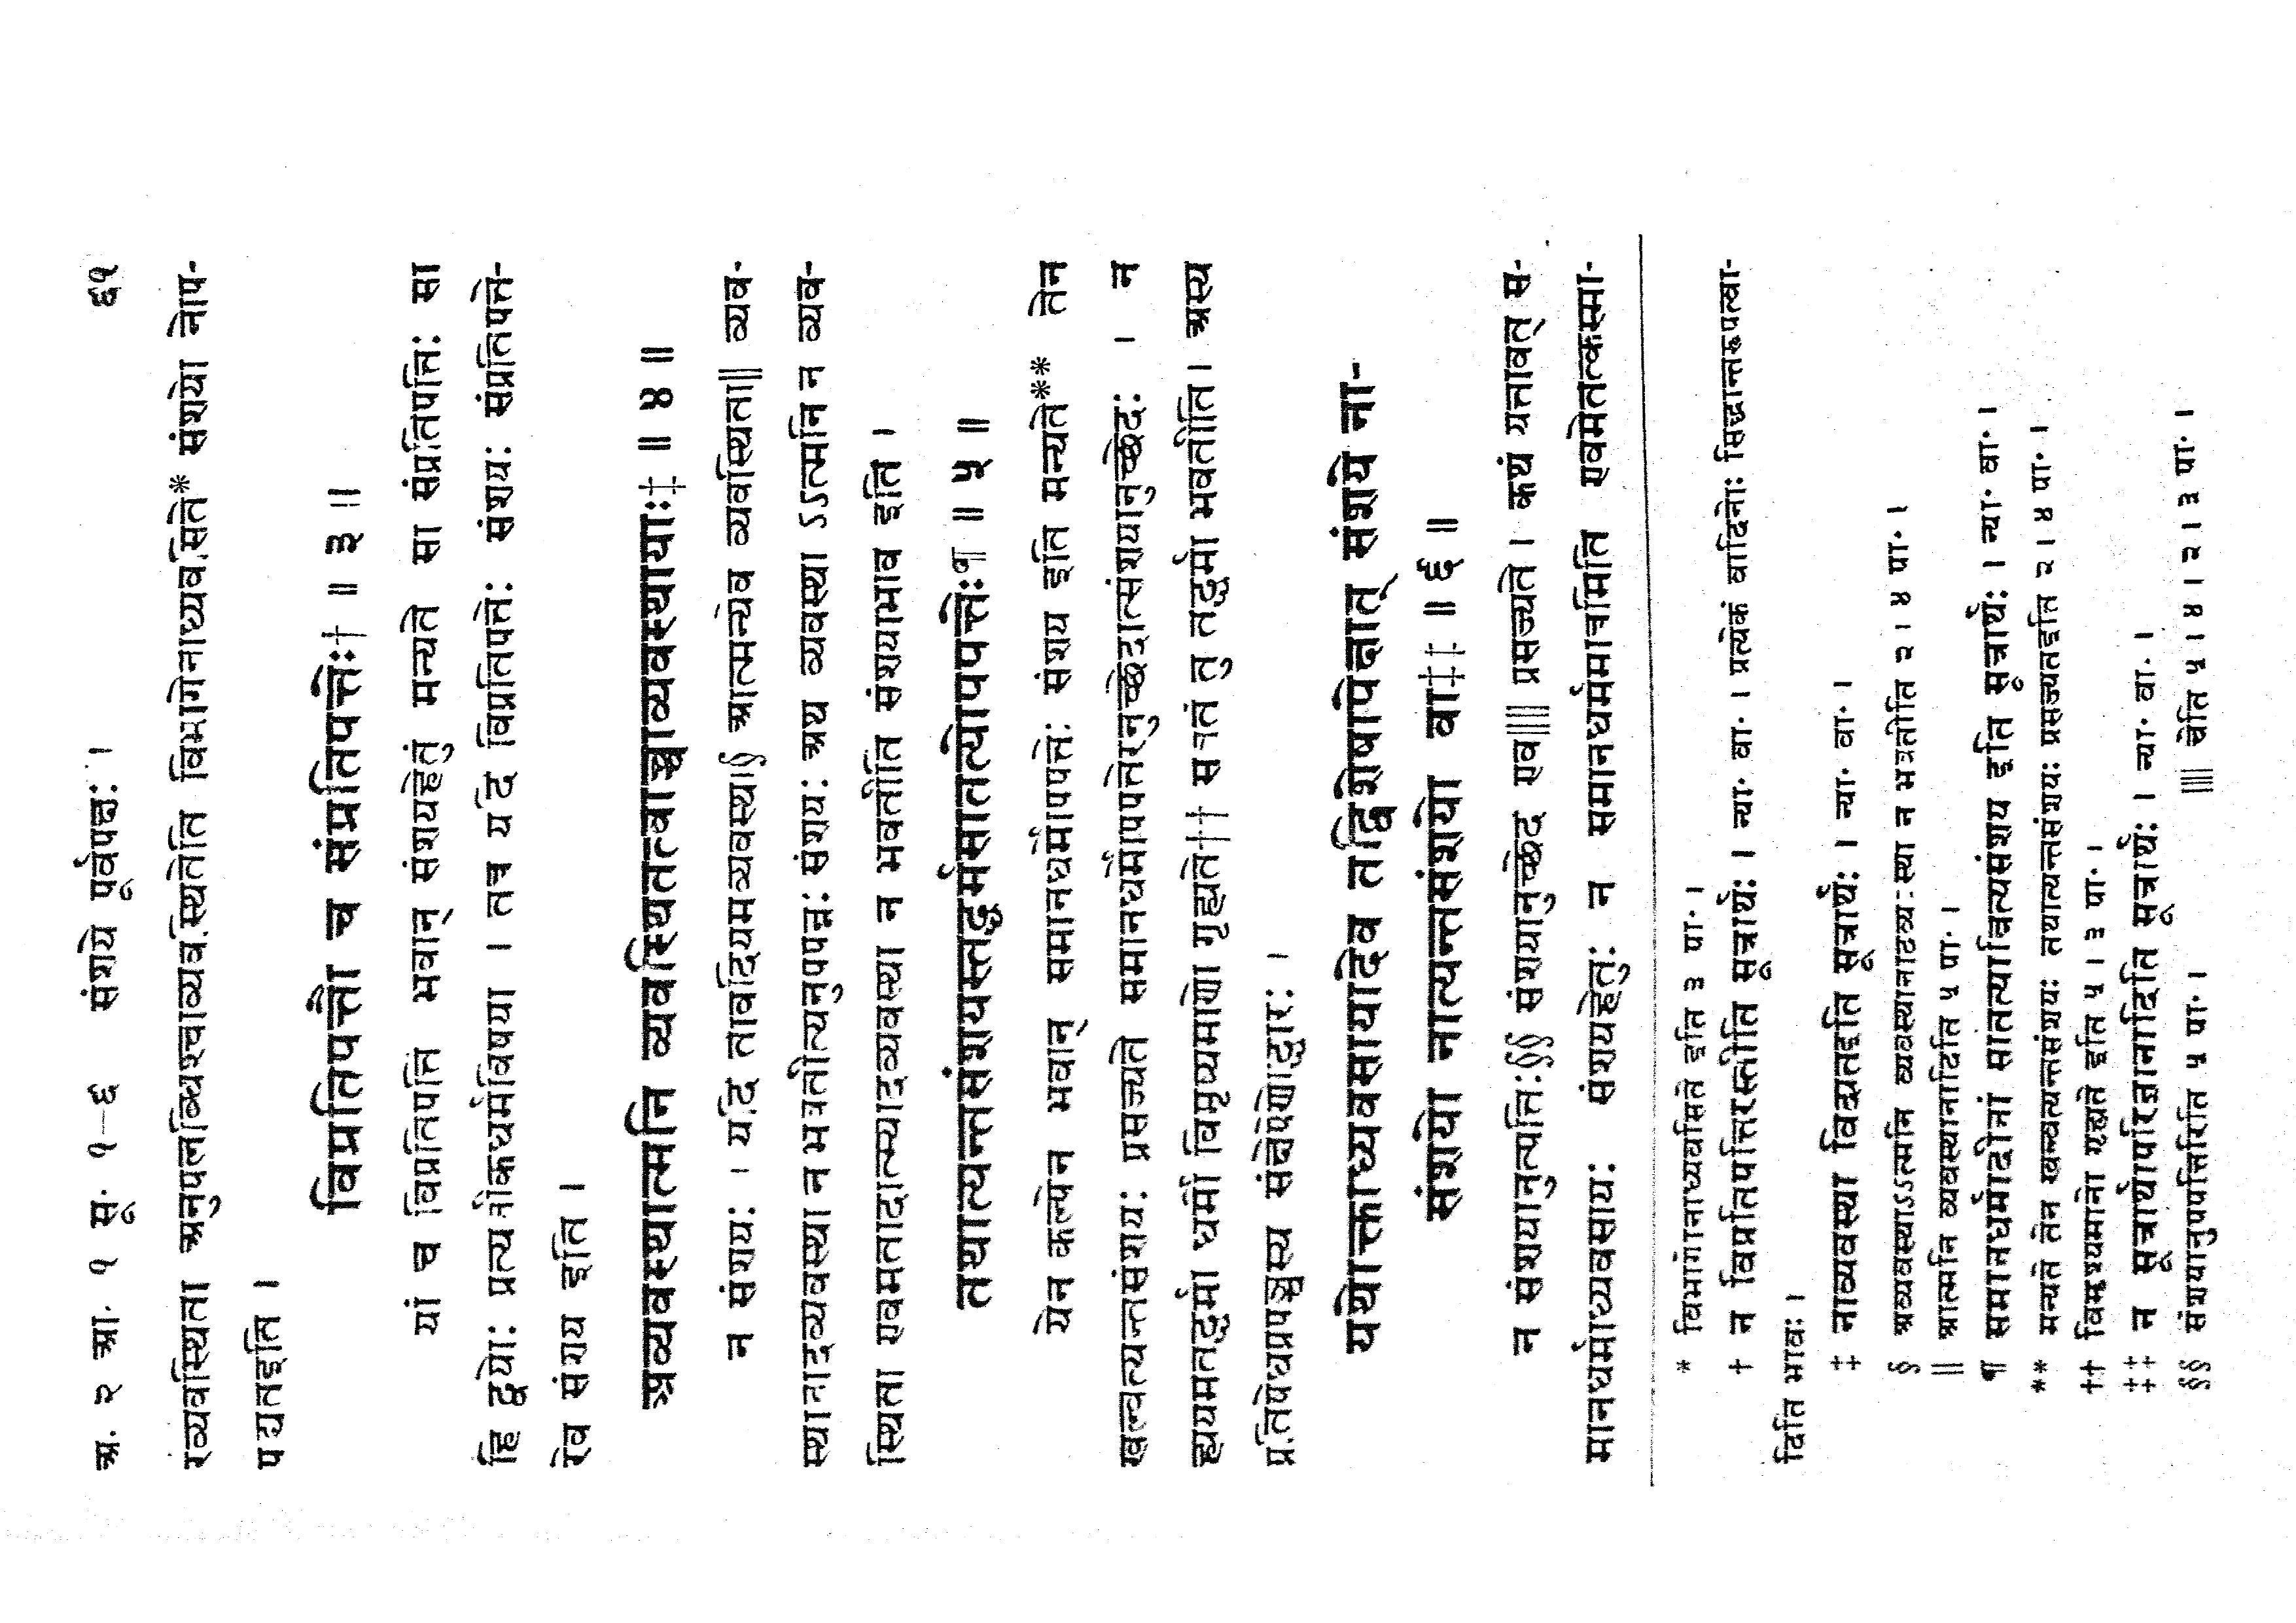 अ. २ आ. १ सू. १-६ संशये पूर्वपक्षः । ६१
रव्यवस्थिता अनुपलब्धिश्चाव्यवस्थितेति विभागेनाध्यवसिते* संशयो नोप-
पद्यतइति ।
विप्रतिपत्तौ च संप्रतिपत्तेः† ॥ ३ ॥
यां च विप्रतिपत्तिं भवान् संशयहेतुं मन्यते सा संप्रतिपत्तिः सा
हि द्वयोः प्रत्यनीकधर्मविषया । तत्र यदि विप्रतिपत्तेः संशयः संप्रतिपत्ते-
रेव संशय इति ।
अव्यवस्थात्मनि व्यवस्थितत्वाच्चाव्यवस्थायाः‡ ॥ ४ ॥
न संशयः । यदि तावदियमव्यवस्था§ आत्मन्येव व्यवस्थिता॥ व्यव-
स्थानादव्यवस्था न भवतीत्यनुपपन्नः संशयः अथ व्यवस्था ऽऽत्मनि न व्यव-
स्थिता एवमतादात्म्यादव्यवस्था न भवतीति संशयाभाव इति ।
तथात्यन्तसंशयस्तद्धर्मसातत्योपपत्तेः¶ ॥ ५ ॥
येन कल्पेन भवान् समानधर्मोपपत्तेः संशय इति मन्यते** तेन
खल्वत्यन्तसंशयः प्रसज्यते समानधर्मोपपत्तेरनुच्छेदात्संशयानुच्छेदः । न
ह्ययमतद्धर्मा धर्मी विमृष्यमाणो गृह्यते†† सततं तु तद्धर्मा भवतीति। अस्य
प्रतिषेधप्रपञ्चस्य संक्षेपेणोद्धारः ।
यथोक्ताध्यवसायादेव तद्विशेषापेक्षात् संशये ना-
संशयो नात्यन्तसंशयो वा‡‡ ॥ ६ ॥
न संशयानुत्पत्तिः§§ संशयानुच्छेद एव॥॥ प्रसज्यते। कथं यत्तावत् स-
मानधर्माध्यवसायः संशयहेतुः न समानधर्ममात्रमिति एवमेतत्कस्मा-
* विभागेनाध्यवसिते इति ३ पा. ।
† न विप्रतिपत्तिरस्तीति सूत्रार्थः । न्या. वा. । प्रत्येकं वादिनोः सिद्धान्तरूपत्वा-
दिति भावः ।
‡ नाव्यवस्था विद्यतइति सूत्रार्थः । न्या. वा. ।
§ अव्यवस्थाऽऽत्मनि व्यवस्थानादव्यवस्था न भवतीति २ । ४ पा. ।
॥ आत्मनि व्यवस्थानादिति ५ पा. ।
¶ समानधर्मादीनां सातत्यान्नित्यसंशय इति सूत्रार्थः । न्या. वा. ।
** मन्यते तेन खल्वत्यन्तसंशयः तथात्यन्तसंशयः प्रसज्यतइति २ । ४ पा. ।
†† विमृश्यमानो गृह्यते इति ५ । ३ पा. ।
‡‡ न सूत्रार्थापरिज्ञानादिति सूत्रार्थः । न्या. वा. ।
§§ संशयानुपपत्तिरिति ५ पा. । ॥॥ चेति ५ । ४ । २ । ३ पा. ।